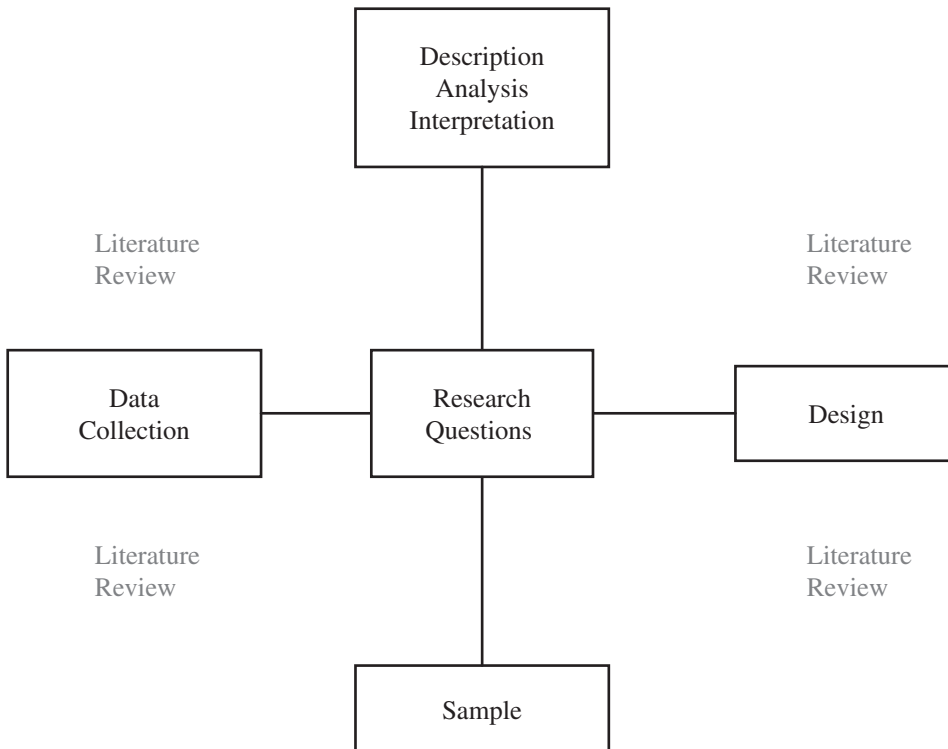 Description
Analysis
Interpretation
Literature
Review
Literature
Review
Data
Collection
Research
Questions
Design
Literature
Review
Literature
Review
Sample